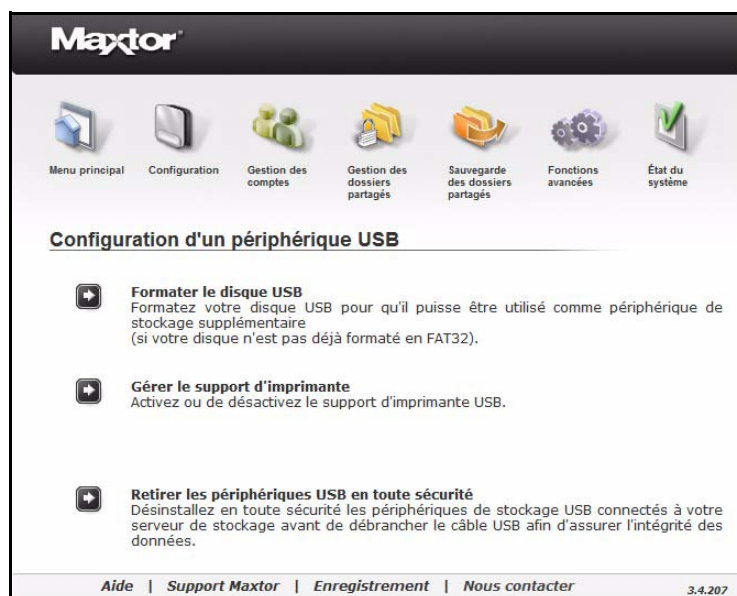 Maxtor
Menu principal
Configuration
Gestion des
comptes
Gestion des
dossiers
partagés
Sauvegarde
des dossiers
partagés
Fonctions
avancées
État du
système
Configuration d'un périphérique USB
Formater le disque USB
Formatez votre disque USB pour qu'il puisse être utilisé comme périphérique de
stockage supplémentaire
(si votre disque n'est pas déjà formaté en FAT32).
Gérer le support d'imprimante
Activez ou de désactivez le support d'imprimante USB.
Retirer les périphériques USB en toute sécurité
Désinstallez en toute sécurité les périphériques de stockage USB connectés à votre
serveur de stockage avant de débrancher le câble USB afin d'assurer l'intégrité des
données.
Aide | Support Maxtor | Enregistrement | Nous contacter
3.4.207